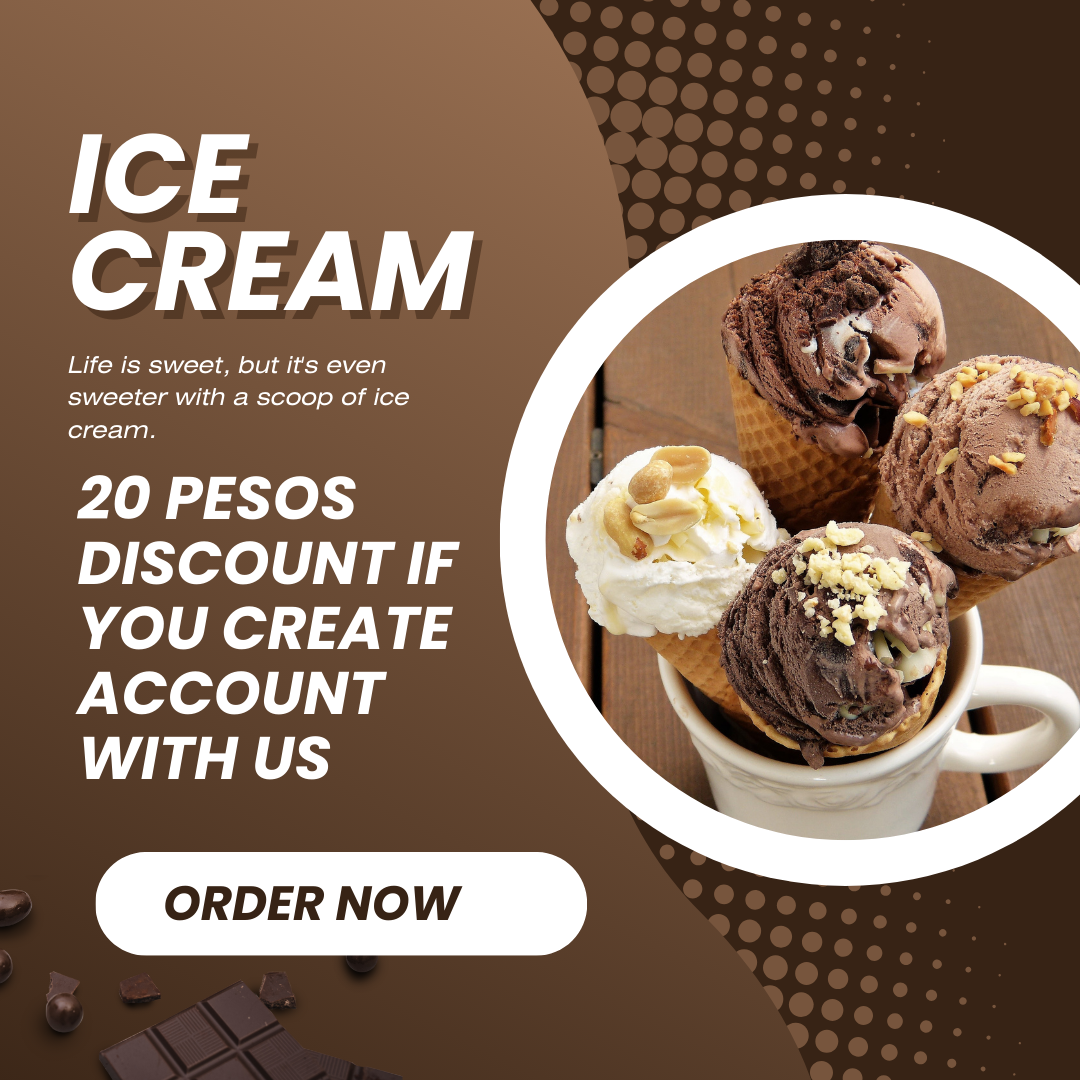 ICE
CREAM
Life is sweet, but it's even
sweeter with a scoop of ice
cream.
20 PESOS
DISCOUNT IF
YOU CREATE
ACCOUNT
WITH US
ORDER NOW